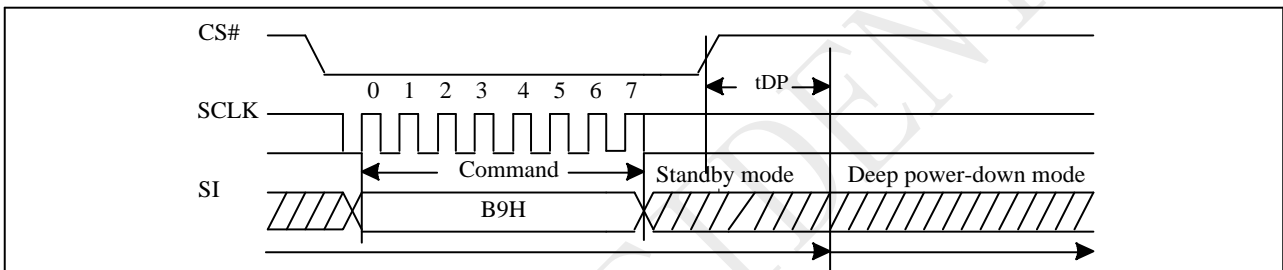 CS#
tDP
0 1 2 3 4 5 6 7
SCLK
Command
Standby mode
Deep power-down mode
SI
B9H